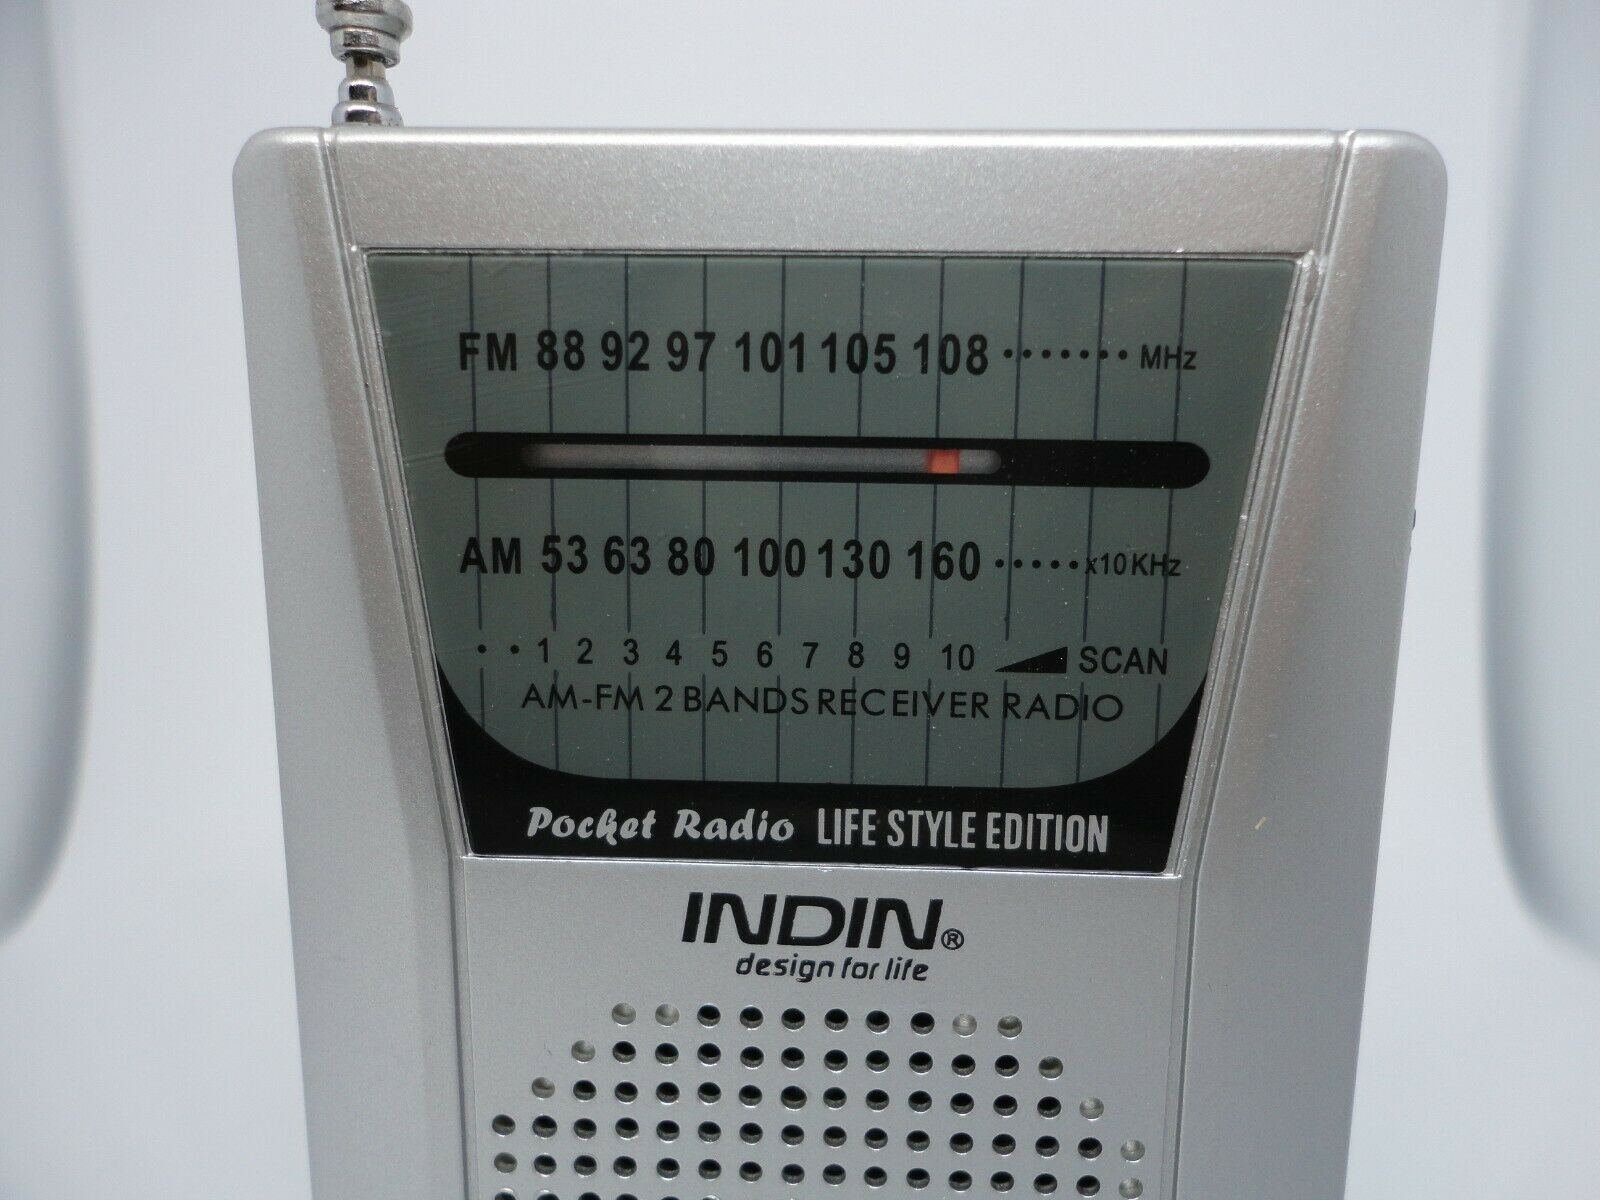 FM 88 92 97 101 105 108 ······· MHz
AM 53 63 80 100 130 160 ·····x10KHz
· · 1 2 3 4 5 6 7 8 9 10 SCAN
AM-FM 2 BANDS RECEIVER RADIO
Pocket Radio LIFE STYLE EDITION
INDIN®
design for life